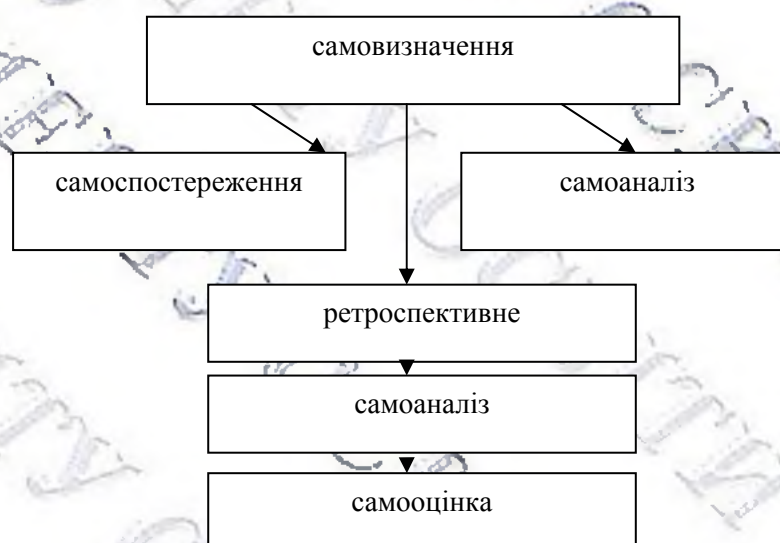 самовизначення
самоспостереження
самоаналіз
ретроспективне
самоаналіз
самооцінка